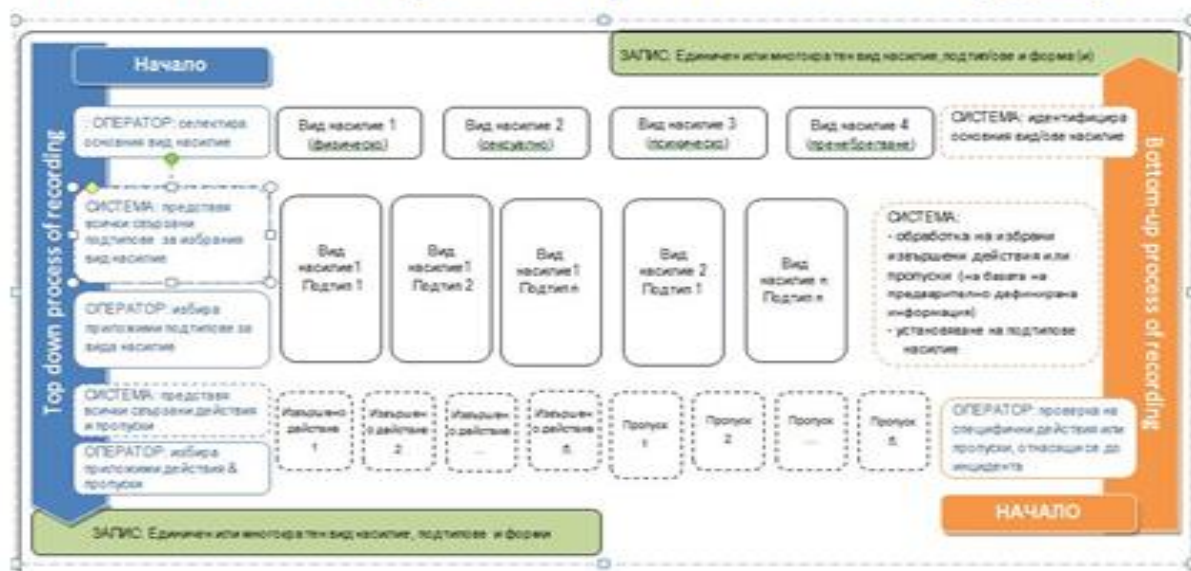 ЗАПИС: Единичен или многократен вид насилие, подтип/ове и форма (и)
Начало
Top down process of recording
Bottom-up process of recording
ОПЕРАТОР: селектира
основния вид насилие
Вид насилие 1
(физическо)
Вид насилие 2
(сексуално)
Вид насилие 3
(психическо)
Вид насилие 4
(пренебрегване)
СИСТЕМА: идентифицира
основния вид/ове насилие
СИСТЕМА: представя
всички свързани
подтипове за избрания
вид насилие
ОПЕРАТОР: избира
приложими подтипове за
вида насилие
Вид
насилие1
Подтип 1
Вид
насилие1
Подтип 2
Вид
насилие1
Подтип n
Вид
насилие 2
Подтип 1
Вид
насилие n
Подтип n
СИСТЕМА:
- обработка на избрани
извършени действия или
пропуски (на базата на
предварително дефинирана
информация)
- установяване на подтипове
насилие
СИСТЕМА: представя
всички свързани действия
и пропуски
ОПЕРАТОР: избира
приложими действия &
пропуски
Извършено
действие
1
Извършен
о действие
2
Извършен
о действие
...
Извършен
о действие
n
Пропуск
1
Пропуск
2
Пропуск
...
Пропуск
n
ОПЕРАТОР: проверка на
специфични действия или
пропуски, отнасящи се до
инцидента
НАЧАЛО
ЗАПИС: Единичен или многократен вид насилие, подтипове и форми